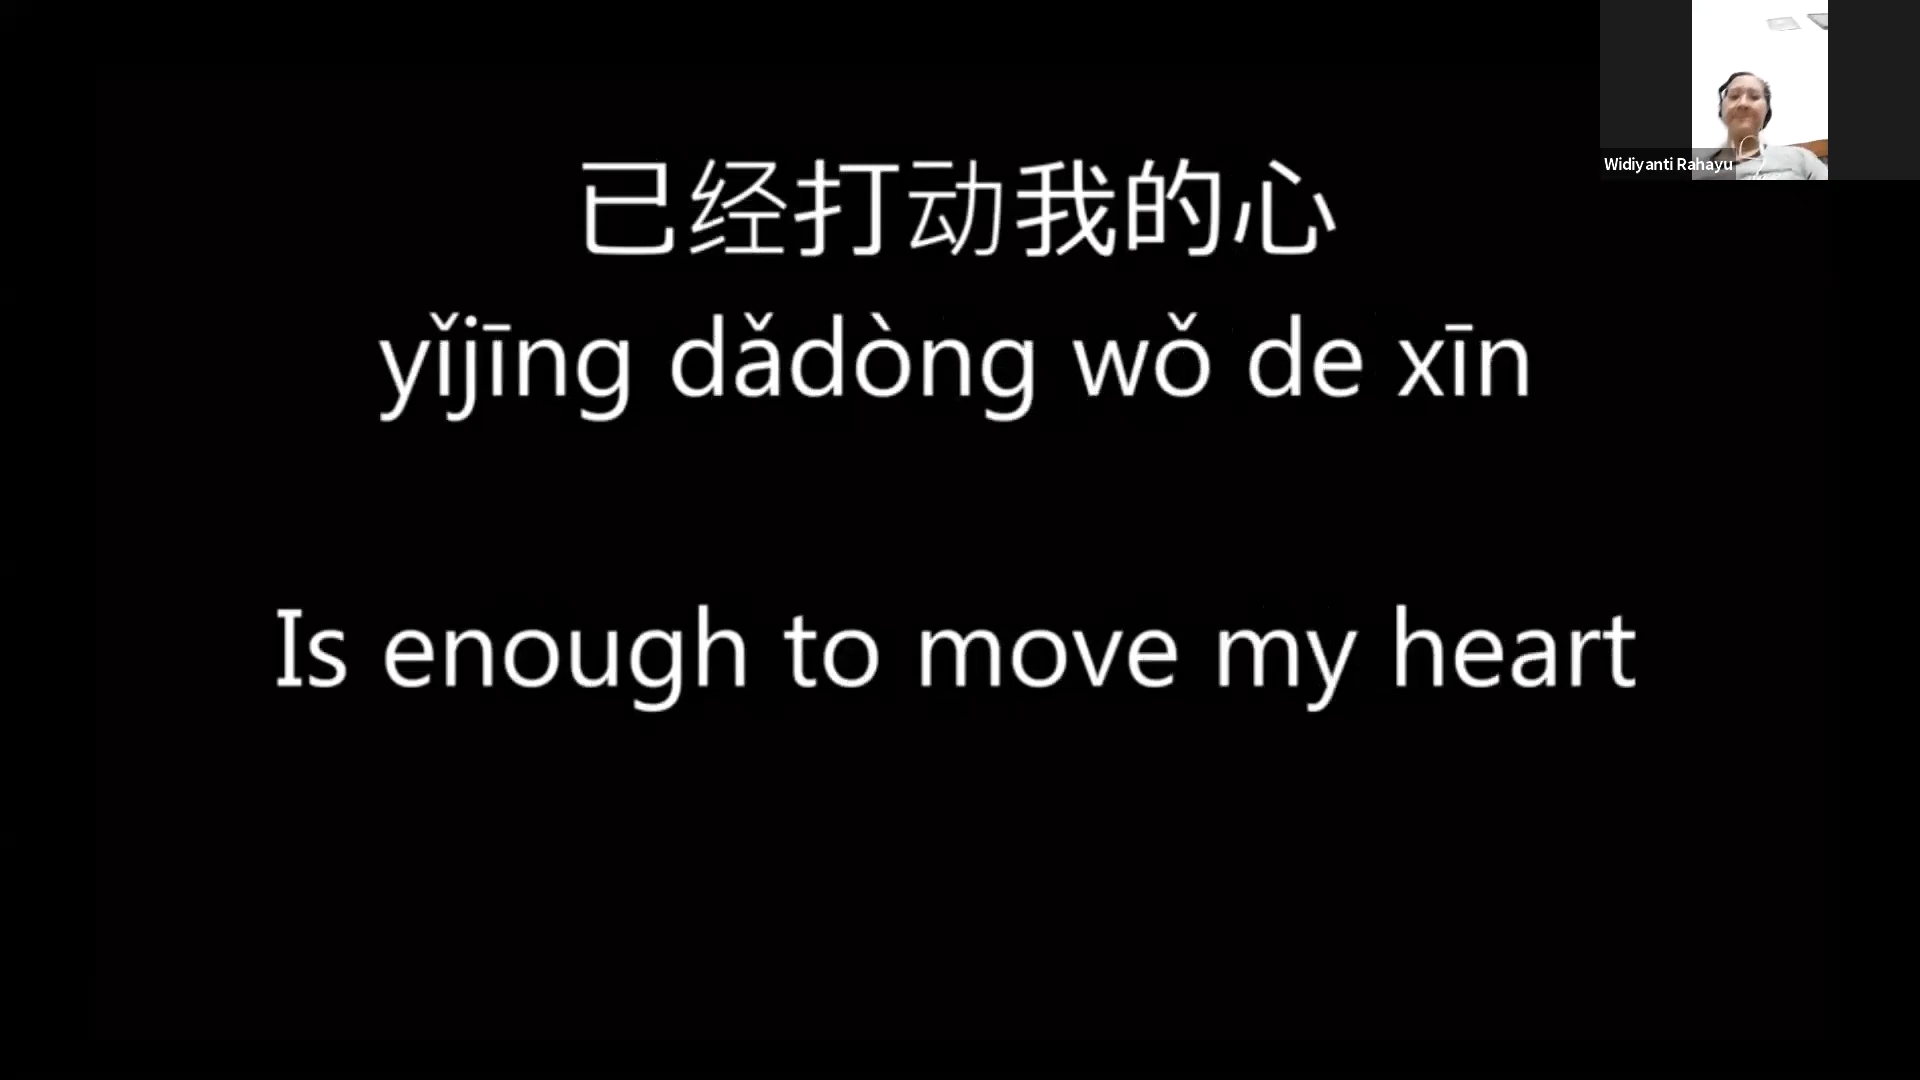 已经打动我的心
yǐjīng dǎdòng wǒ de xīn
Is enough to move my heart
Widiyanti Rahayu